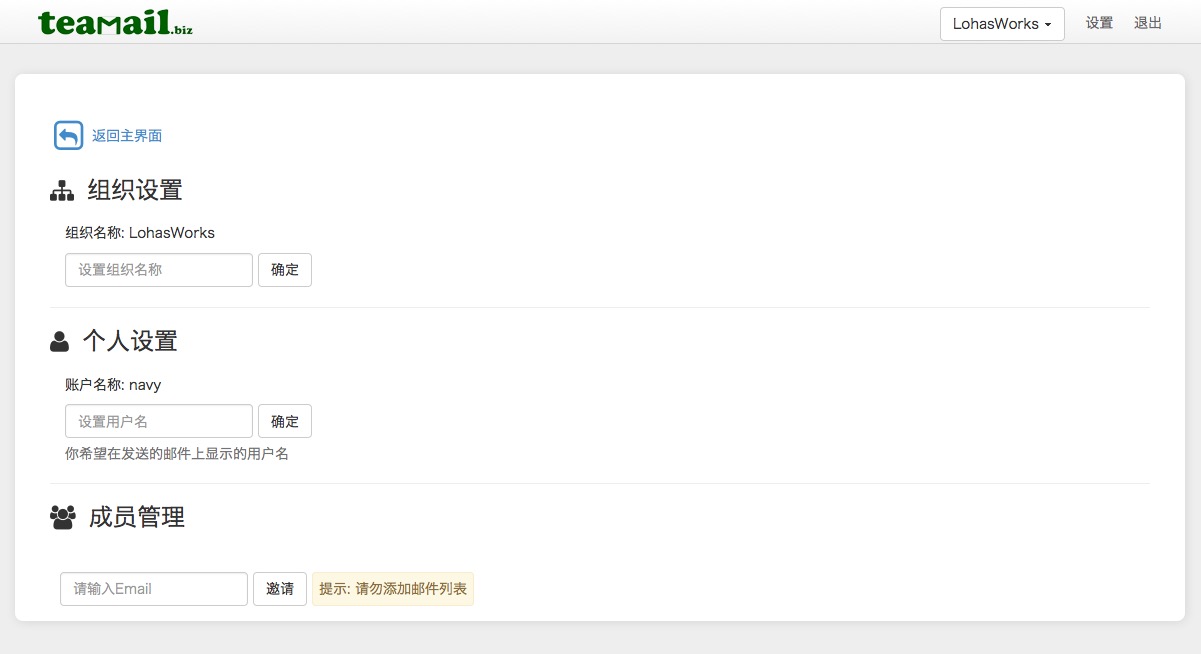 teamail.biz
LohasWorks
设置
退出
返回主界面
组织设置
组织名称: LohasWorks
设置组织名称
确定
个人设置
账户名称: navy
设置用户名
确定
你希望在发送的邮件上显示的用户名
成员管理
请输入Email
邀请
提示: 请勿添加邮件列表